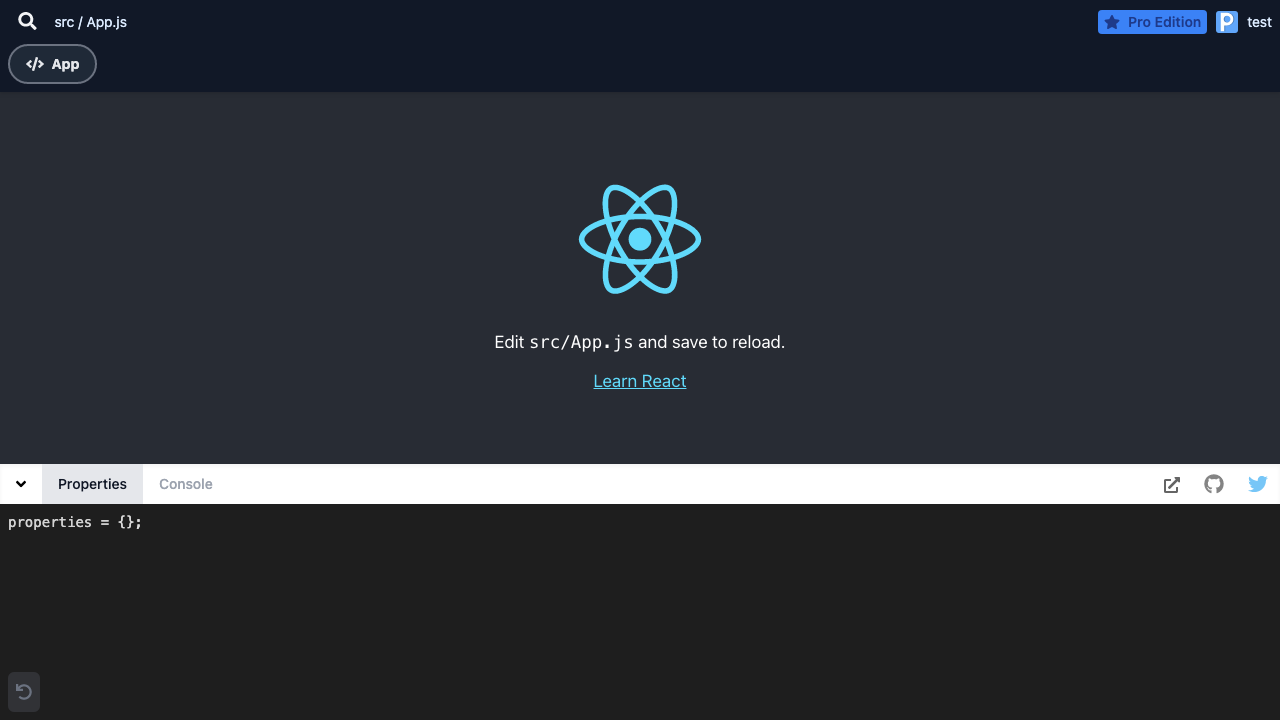 src / App.js
Pro Edition
P
test
</> App
Edit src/App.js and save to reload.
Learn React
Properties
Console
properties = {};